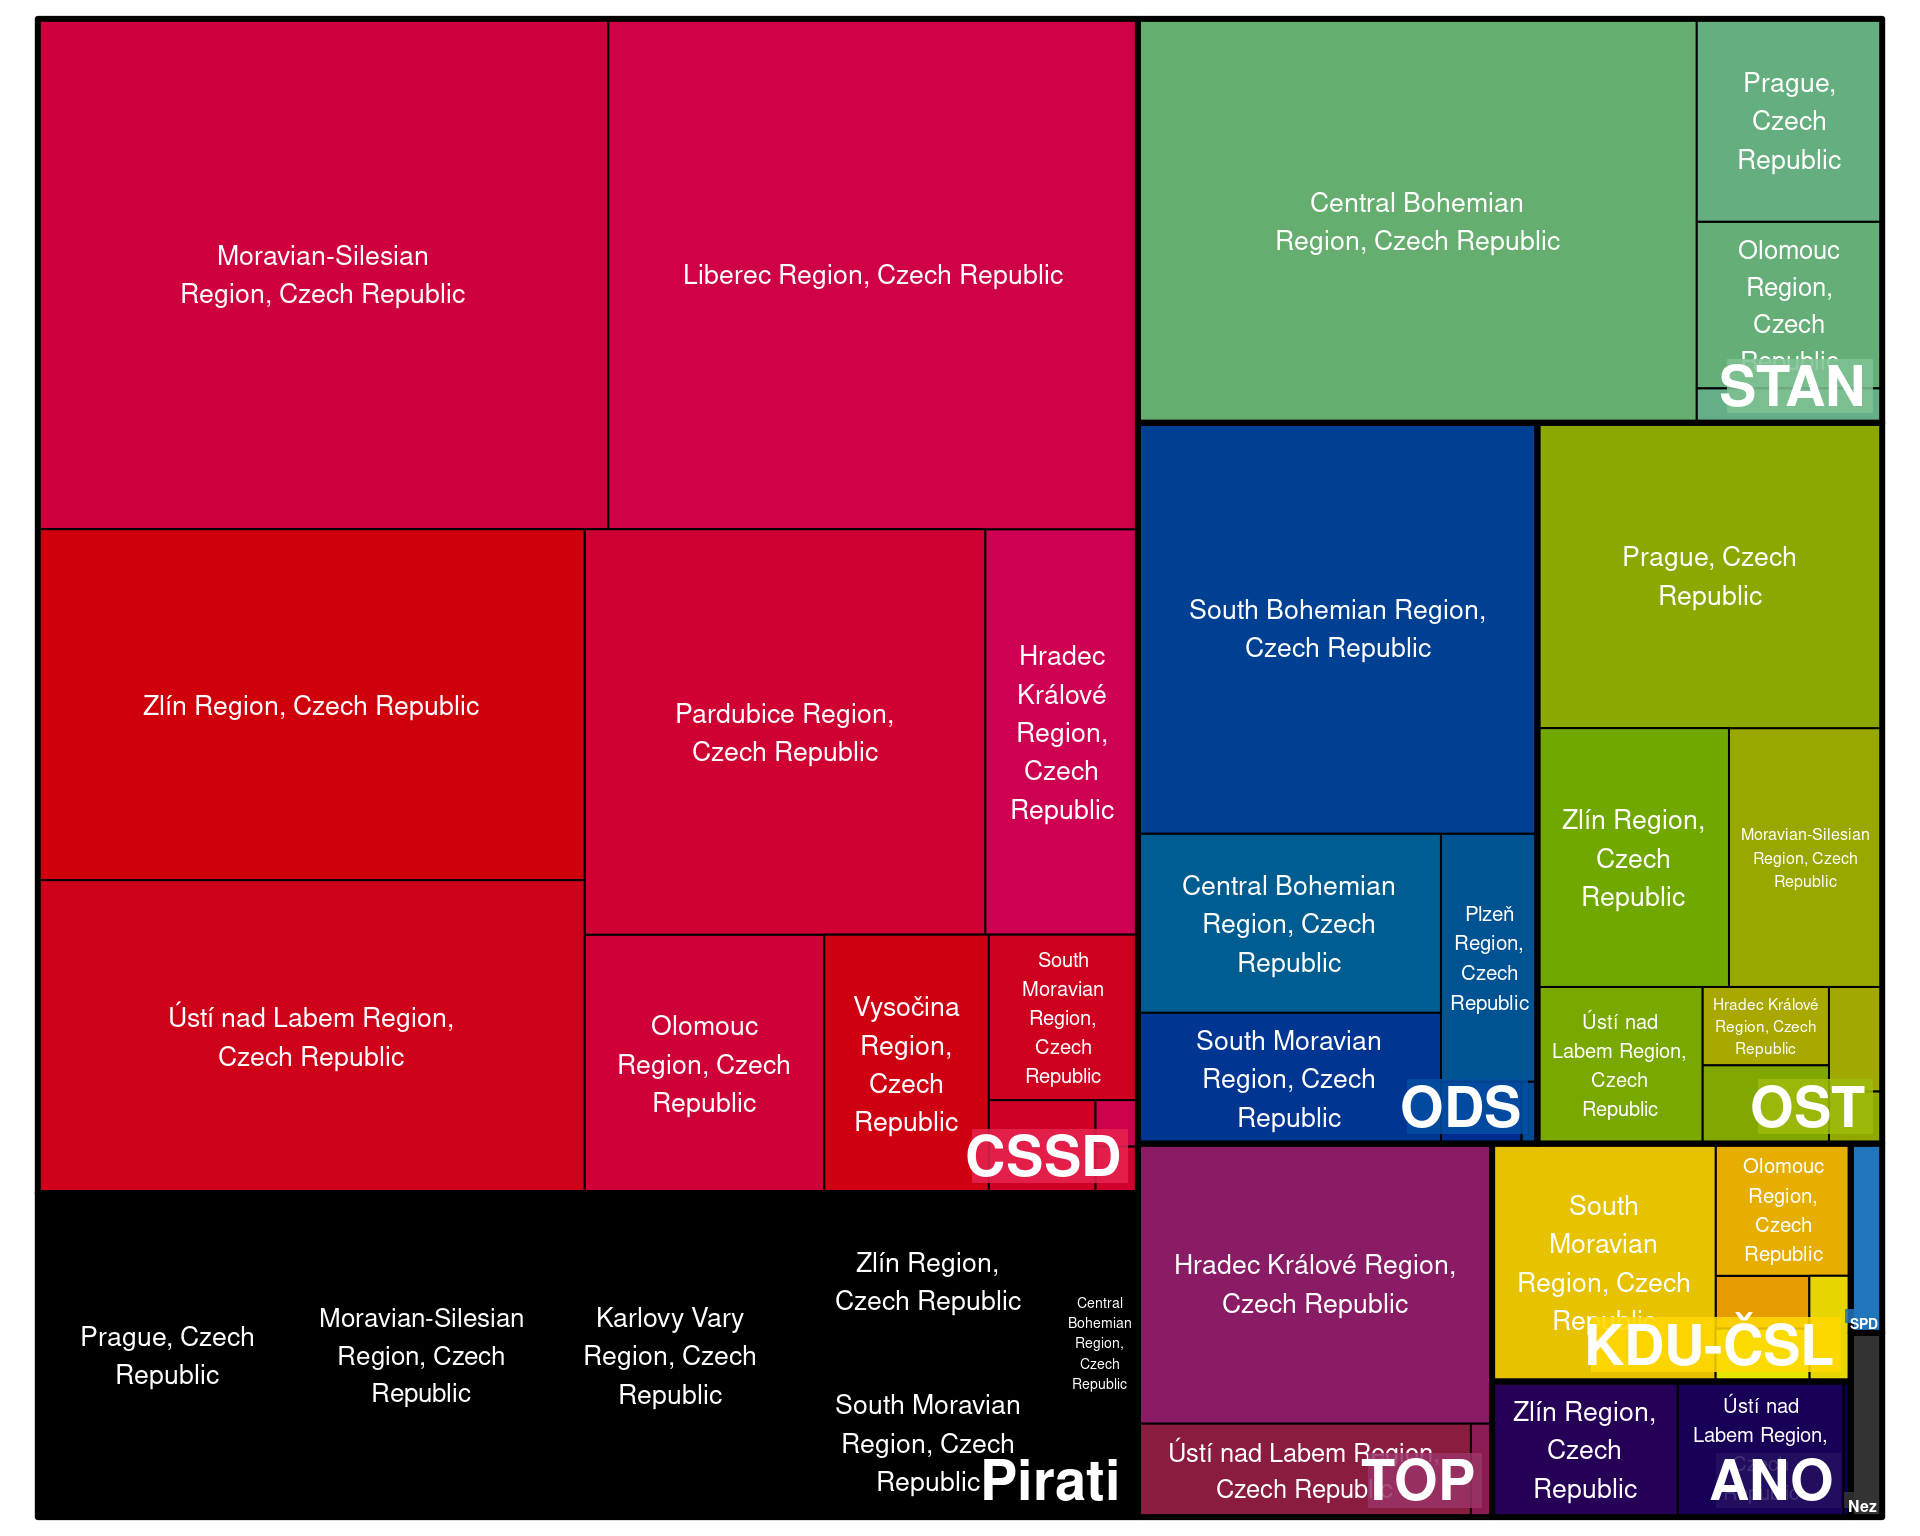 Moravian-Silesian
Region, Czech Republic
Liberec Region, Czech Republic
Zlín Region, Czech Republic
Pardubice Region,
Czech Republic
Hradec
Králové
Region,
Czech
Republic
Ústí nad Labem Region,
Czech Republic
Olomouc
Region, Czech
Republic
Vysočina
Region,
Czech
Republic
South
Moravian
Region,
Czech
Republic
CSSD
Prague, Czech
Republic
Moravian-Silesian
Region, Czech
Republic
Karlovy Vary
Region, Czech
Republic
Zlín Region,
Czech Republic
South Moravian
Region, Czech
Republic
Central
Bohemian
Region,
Czech
Republic
Pirati
Central Bohemian
Region, Czech Republic
Prague,
Czech
Republic
Olomouc
Region,
Czech
Republic
STAN
South Bohemian Region,
Czech Republic
Central Bohemian
Region, Czech
Republic
Plzeň
Region,
Czech
Republic
South Moravian
Region, Czech
Republic
ODS
Prague, Czech
Republic
Zlín Region,
Czech
Republic
Moravian-Silesian
Region, Czech
Republic
Ústí nad
Labem Region,
Czech
Republic
Hradec Králové
Region, Czech
Republic
OST
Hradec Králové Region,
Czech Republic
Ústí nad Labem Region,
Czech Republic
TOP
South
Moravian
Region, Czech
Republic
Olomouc
Region,
Czech
Republic
KDU-ČSL
SPD
Zlín Region,
Czech
Republic
Ústí nad
Labem Region,
ANO
Nez